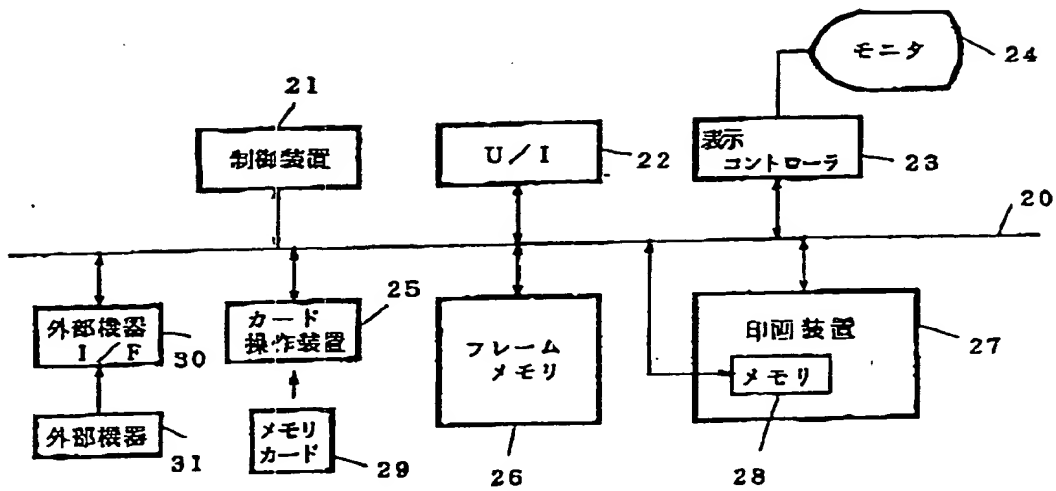 モニタ
24
21
制御装置
U/I
22
表示
コントローラ
23
20
外部機器
I/F
30
カード
操作装置
25
フレーム
メモリ
26
印画装置
27
メモリ
28
外部機器
31
メモリ
カード
29